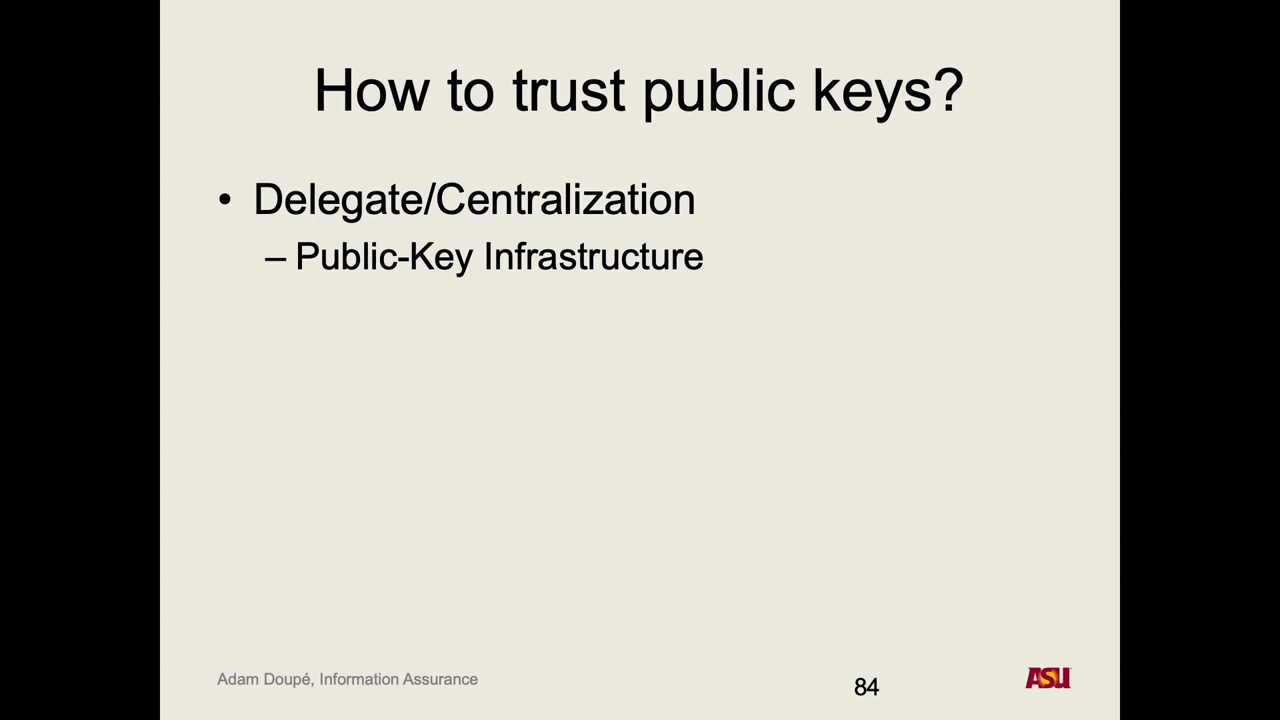 How to trust public keys?
• Delegate/Centralization
– Public-Key Infrastructure
Adam Doupé, Information Assurance
84
ASU